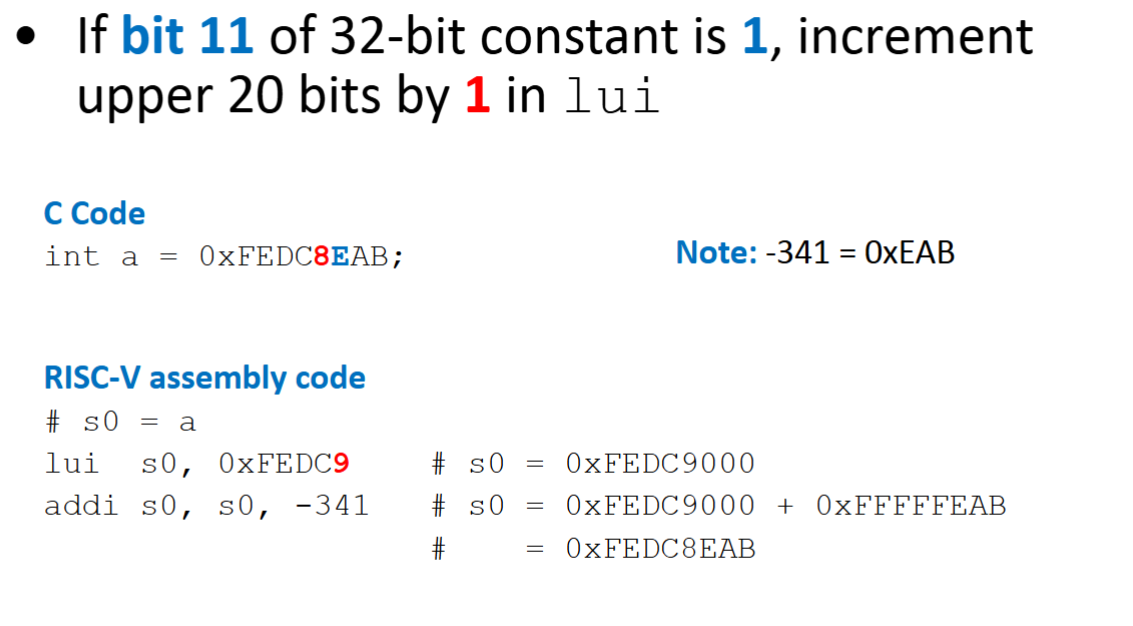 • If bit 11 of 32-bit constant is 1, increment
upper 20 bits by 1 in lui
C Code
int a = 0xFEDC8EAB;
Note: -341 = 0xEAB
RISC-V assembly code
# s0 = a
lui s0, 0xFEDC9 # s0 = 0xFEDC9000
addi s0, s0, -341 # s0 = 0xFEDC9000 + 0xFFFFFEAB
# = 0xFEDC8EAB